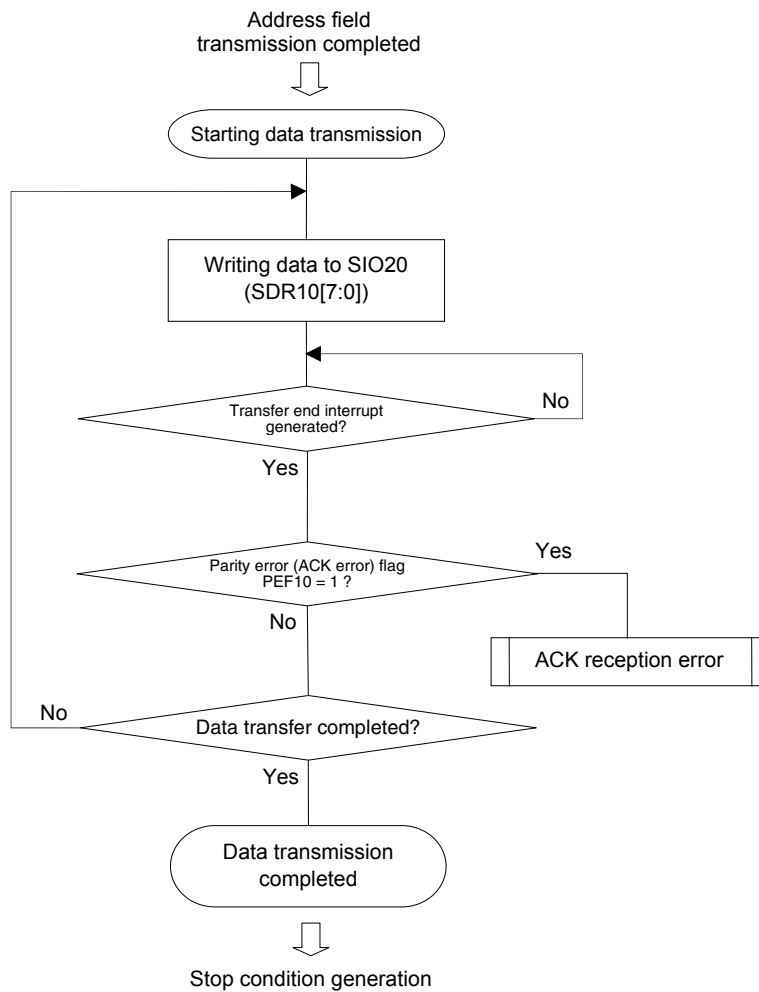 Address field
transmission completed
Starting data transmission
Writing data to SIO20
(SDR10[7:0])
Transfer end interrupt
generated?
No
Yes
Parity error (ACK error) flag
PEF10 = 1 ?
Yes
No
ACK reception error
No
Data transfer completed?
Yes
Data transmission
completed
Stop condition generation